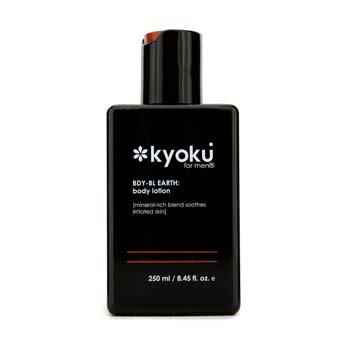 *kyoku
for men®
BDY-BL EARTH:
body lotion
[mineral-rich blend soothes
irritated skin]
250 ml / 8.45 fl. oz. e